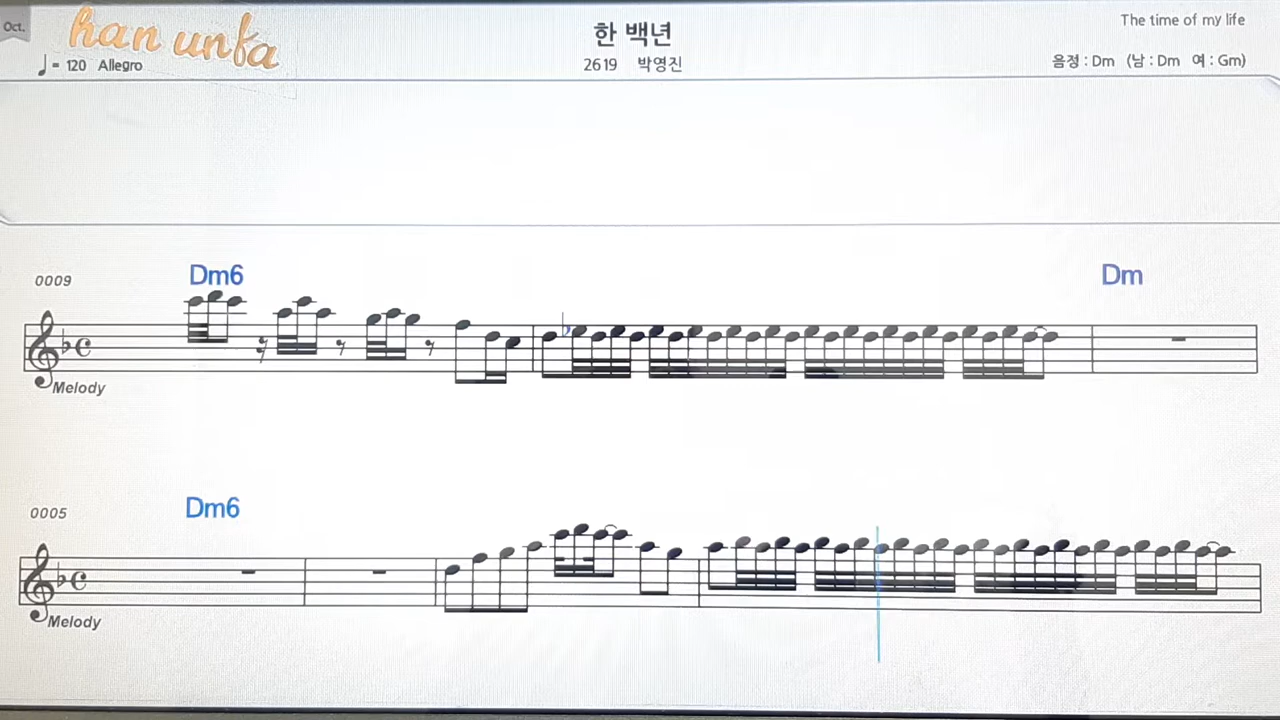 Oct.
han unfa
한 백년
The time of my life
♩ = 120 Allegro
2619 박영진
음정 : Dm (남 : Dm 여 : Gm)
0009
Dm6
Dm
Melody
0005
Dm6
Melody